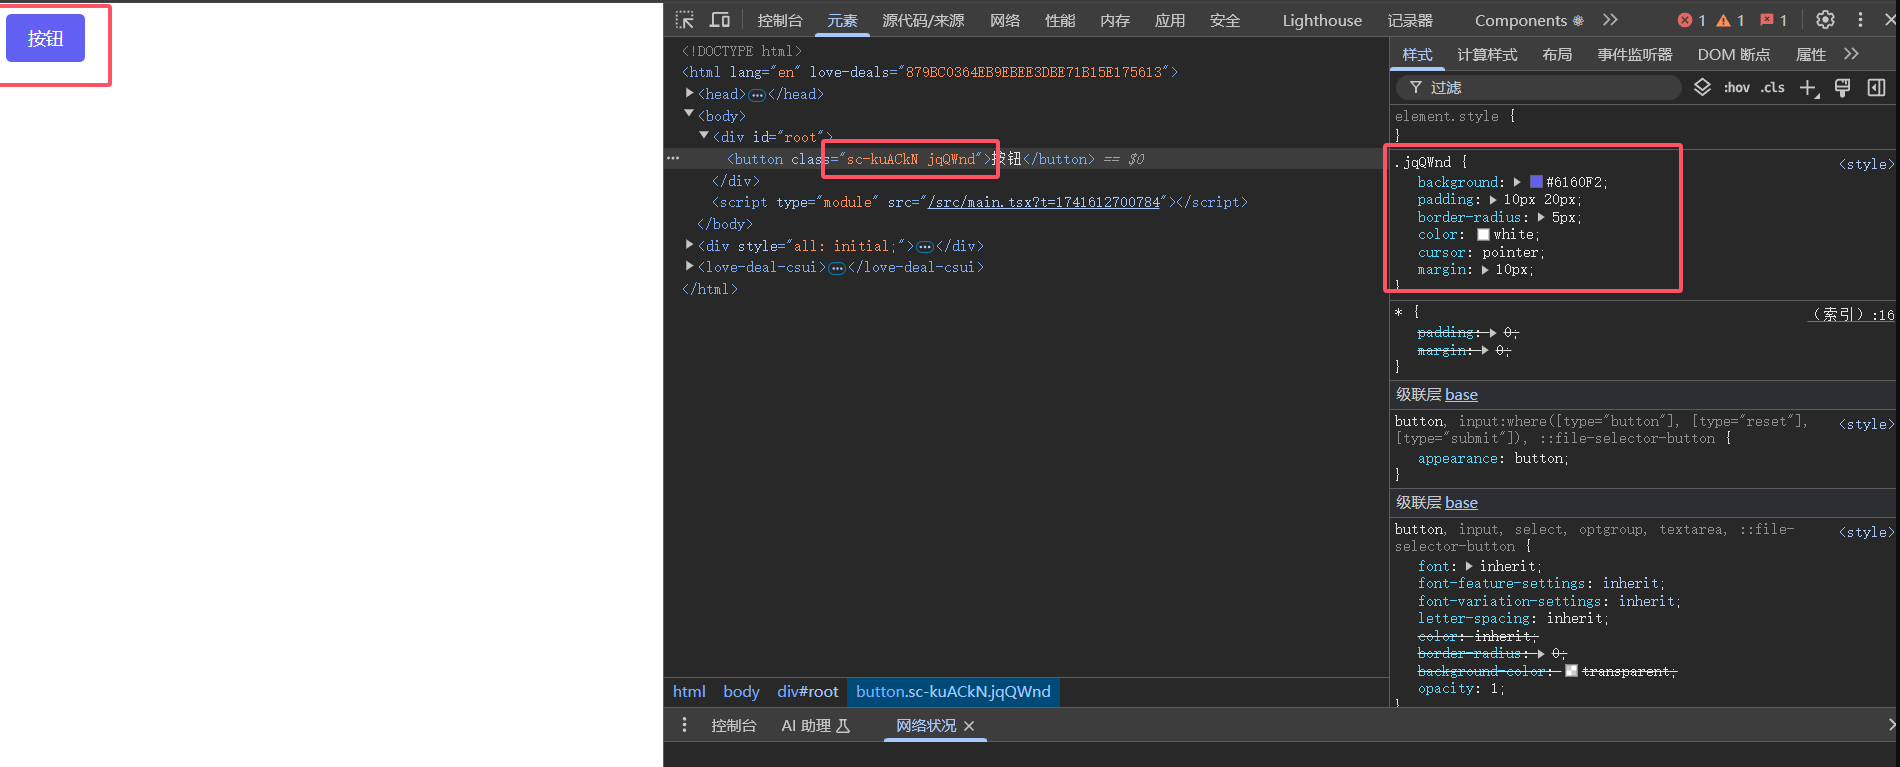 按钮
控制台 元素 源代码/来源 网络 性能 内存 应用 安全 Lighthouse 记录器 Components 1 1 1
<!DOCTYPE html>
<html lang="en" love-deals="879BC0364EB9EBEE3DBE71B15E175613">
<head>…</head>
<body>
<div id="root">
<button class="sc-kuACkN jqQWnd">按钮</button> == $0
</div>
<script type="module" src="/src/main.tsx?t=1741612700784"></script>
</body>
<div style="all: initial;">…</div>
<love-deal-csui>…</love-deal-csui>
</html>
html body div#root button.sc-kuACkN.jqQWnd
样式 计算样式 布局 事件监听器 DOM 断点 属性
过滤 :hov .cls
element.style {
}
.jqQWnd { <style>
background: #6160F2;
padding: 10px 20px;
border-radius: 5px;
color: white;
cursor: pointer;
margin: 10px;
}
* { (索引):16
padding: 0;
margin: 0;
}
级联层 base
button, input:where([type="button"], [type="reset"], <style>
[type="submit"]), ::file-selector-button {
appearance: button;
}
级联层 base
button, input, select, optgroup, textarea, ::file- <style>
selector-button {
font: inherit;
font-feature-settings: inherit;
font-variation-settings: inherit;
letter-spacing: inherit;
color: inherit;
border-radius: 0;
background-color: transparent;
opacity: 1;
}
控制台 AI 助理 网络状况